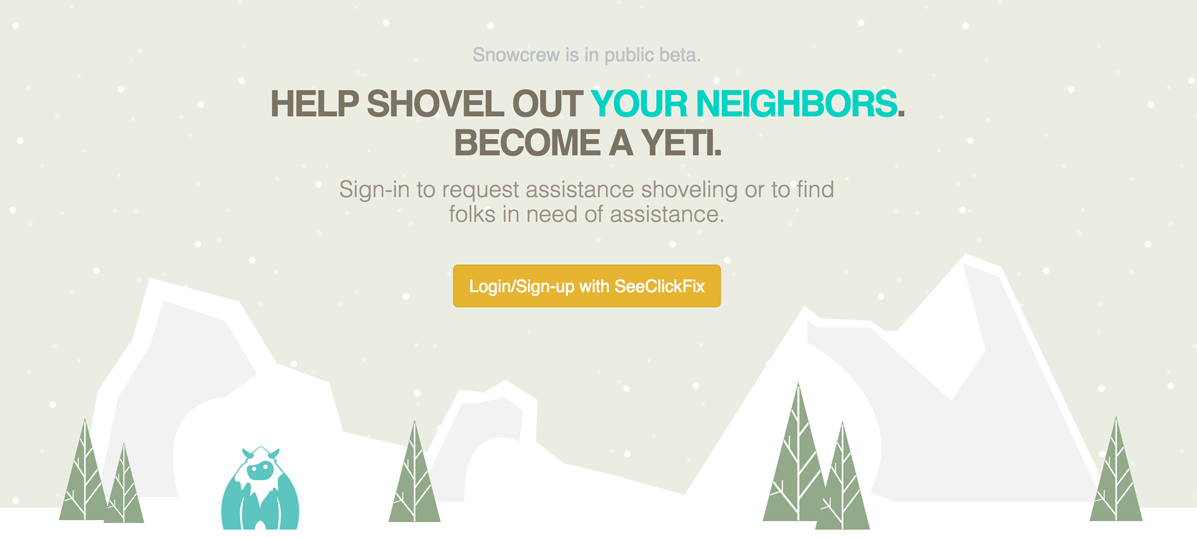 Snowcrew is in public beta.
HELP SHOVEL OUT YOUR NEIGHBORS.
BECOME A YETI.
Sign-in to request assistance shoveling or to find
folks in need of assistance.
Login/Sign-up with SeeClickFix